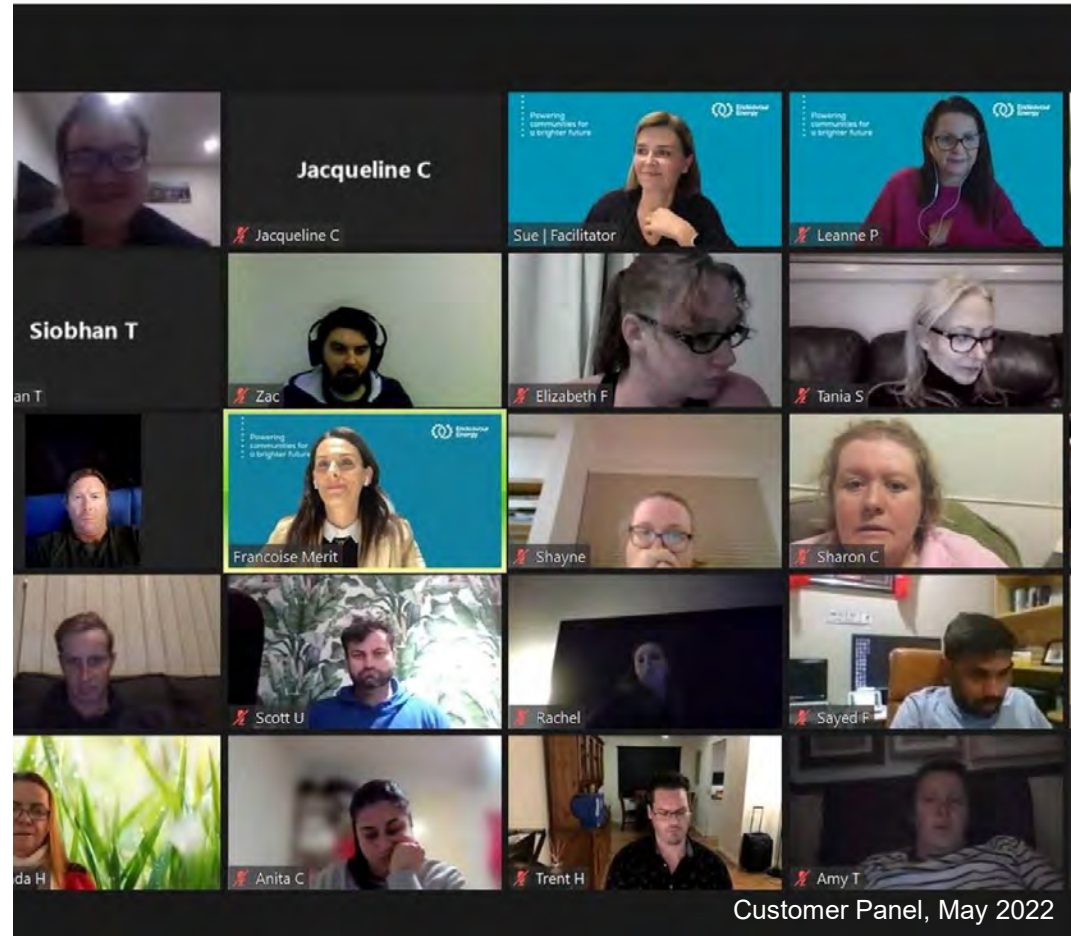 Jacqueline C
Jacqueline C
Powering
communities for
a brighter future
Endeavour
Energy
Sue | Facilitator
Powering
communities for
a brighter future
Endeavour
Energy
Leanne P
Siobhan T
an T
Zac
Elizabeth F
Tania S
Powering
communities for
a brighter future
Endeavour
Energy
Francoise Merit
Shayne
Sharon C
Scott U
Rachel
Sayed F
da H
Anita C
Trent H
Amy T
Customer Panel, May 2022